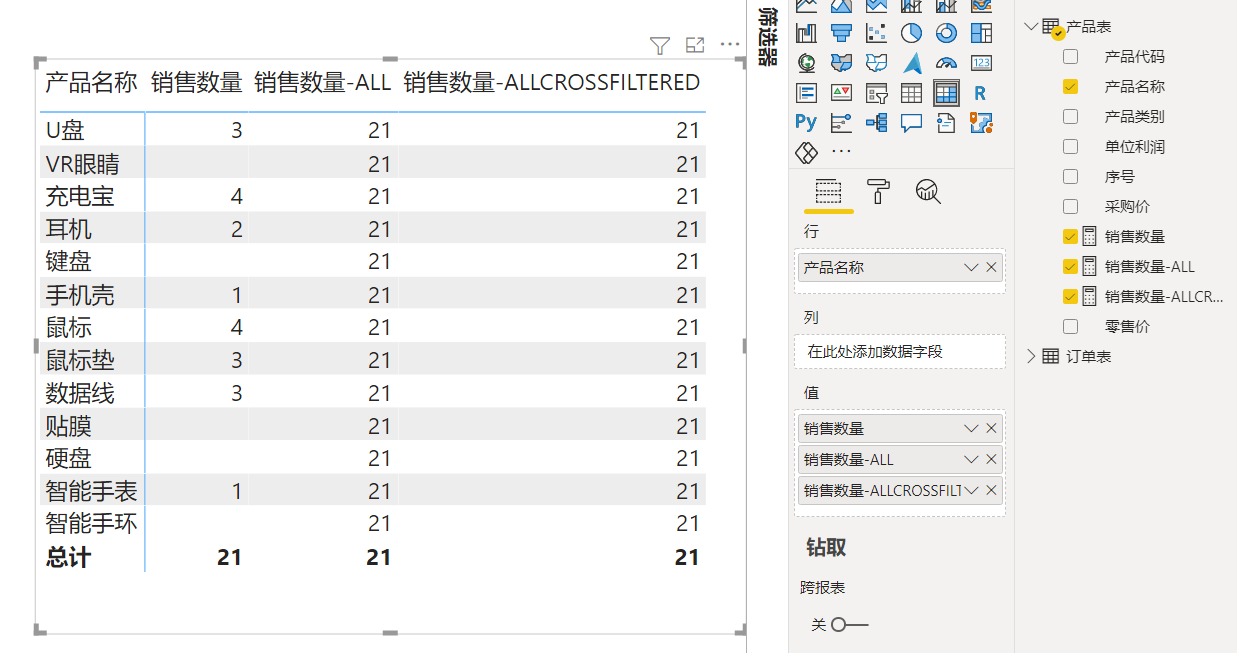 产品名称 销售数量 销售数量-ALL 销售数量-ALLCROSSFILTERED
U盘 3 21 21
VR眼睛 21 21
充电宝 4 21 21
耳机 2 21 21
键盘 21 21
手机壳 1 21 21
鼠标 4 21 21
鼠标垫 3 21 21
数据线 3 21 21
贴膜 21 21
硬盘 21 21
智能手表 1 21 21
智能手环 21 21
总计 21 21 21
筛选器
123
R
Py
行
产品名称
列
在此处添加数据字段
值
销售数量
销售数量-ALL
销售数量-ALLCROSSFILT
钻取
跨报表
关
产品表
产品代码
产品名称
产品类别
单位利润
序号
采购价
销售数量
销售数量-ALL
销售数量-ALLCR...
零售价
订单表